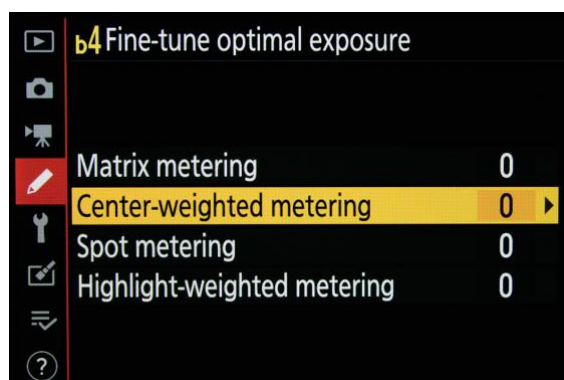 b4 Fine-tune optimal exposure
Matrix metering 0
Center-weighted metering 0
Spot metering 0
Highlight-weighted metering 0
?